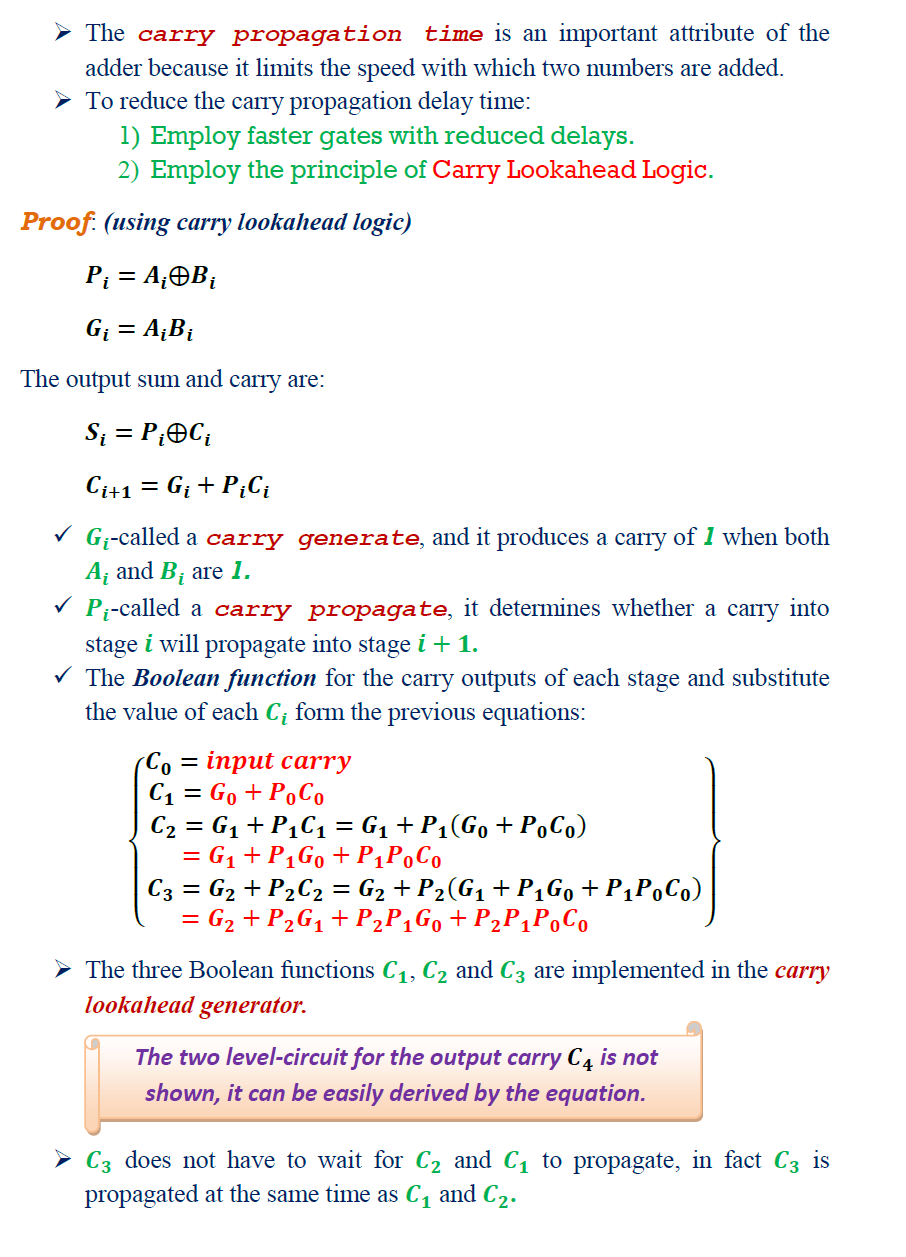 ➢ The carry propagation time is an important attribute of the
adder because it limits the speed with which two numbers are added.
➢ To reduce the carry propagation delay time:
1) Employ faster gates with reduced delays.
2) Employ the principle of Carry Lookahead Logic.
Proof: (using carry lookahead logic)
Pᵢ = Aᵢ⊕Bᵢ
Gᵢ = AᵢBᵢ
The output sum and carry are:
Sᵢ = Pᵢ⊕Cᵢ
Cᵢ₊₁ = Gᵢ + PᵢCᵢ
✓ Gᵢ-called a carry generate, and it produces a carry of 1 when both
Aᵢ and Bᵢ are 1.
✓ Pᵢ-called a carry propagate, it determines whether a carry into
stage i will propagate into stage i + 1.
✓ The Boolean function for the carry outputs of each stage and substitute
the value of each Cᵢ form the previous equations:
C₀ = input carry
C₁ = G₀ + P₀C₀
C₂ = G₁ + P₁C₁ = G₁ + P₁(G₀ + P₀C₀)
= G₁ + P₁G₀ + P₁P₀C₀
C₃ = G₂ + P₂C₂ = G₂ + P₂(G₁ + P₁G₀ + P₁P₀C₀)
= G₂ + P₂G₁ + P₂P₁G₀ + P₂P₁P₀C₀
➢ The three Boolean functions C₁, C₂ and C₃ are implemented in the carry
lookahead generator.
The two level-circuit for the output carry C₄ is not
shown, it can be easily derived by the equation.
➢ C₃ does not have to wait for C₂ and C₁ to propagate, in fact C₃ is
propagated at the same time as C₁ and C₂.